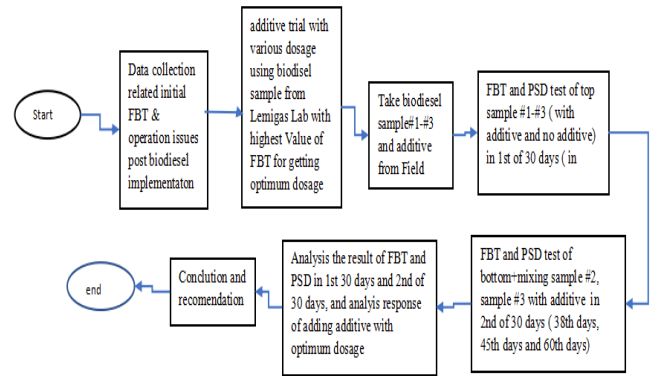 Start
Data collection
related initial
FBT &
operation issues
post biodiesel
implementaton
additive trial with
various dosage
using biodisel
sample from
Lemigas Lab with
highest Value of
FBT for getting
optimum dosage
Take biodiesel
sample#1-#3
and additive
from Field
FBT and PSD test of top
sample #1-#3 ( with
additive and no additive)
in 1st of 30 days ( in
FBT and PSD test of
bottom+mixing sample #2,
sample #3 with additive in
2nd of 30 days ( 38th days,
45th days and 60th days)
Analysis the result of FBT and
PSD in 1st 30 days and 2nd of
30 days, and analyis response
of adding additive with
optimum dosage
Conclution and
recomendation
end